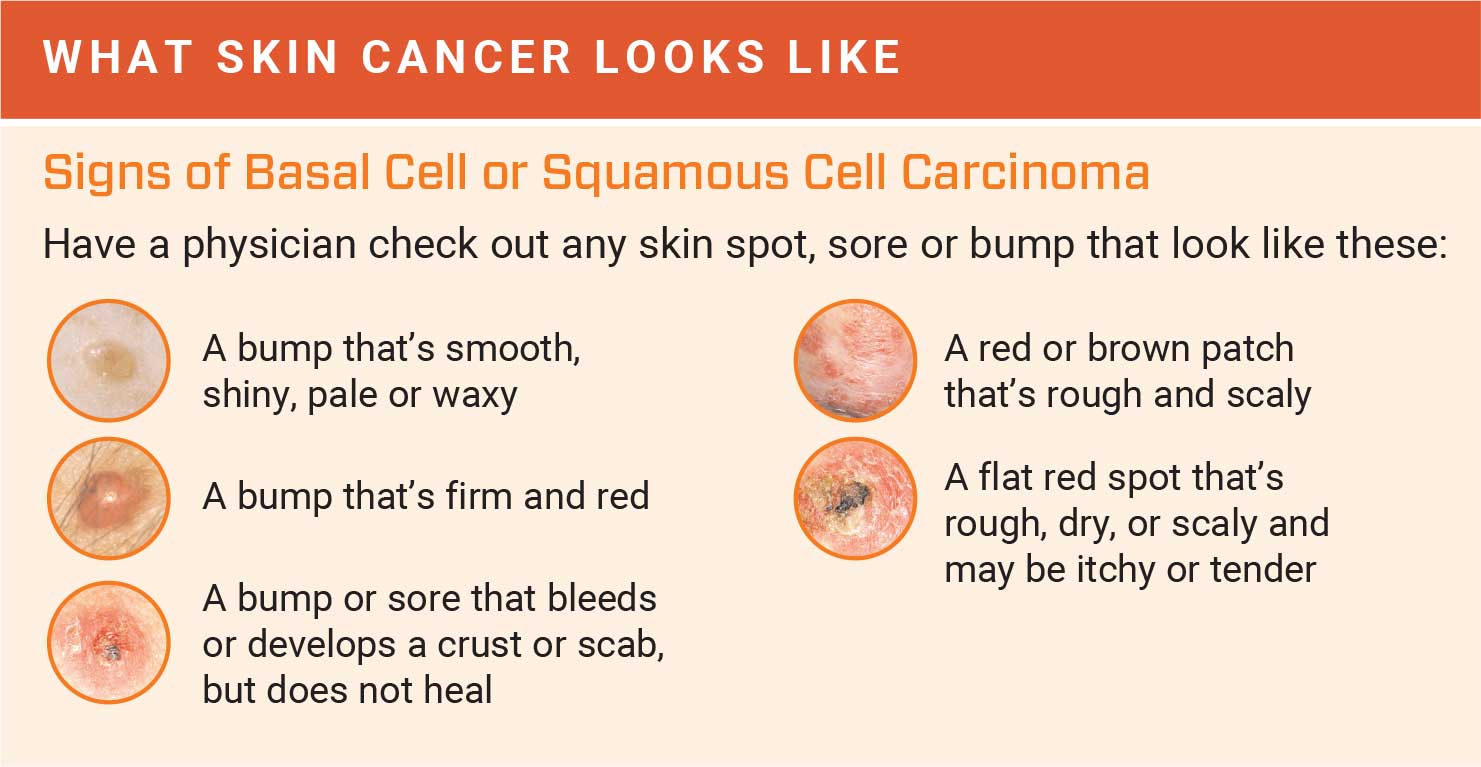 WHAT SKIN CANCER LOOKS LIKE
Signs of Basal Cell or Squamous Cell Carcinoma
Have a physician check out any skin spot, sore or bump that look like these:
A bump that’s smooth,
shiny, pale or waxy
A bump that’s firm and red
A bump or sore that bleeds
or develops a crust or scab,
but does not heal
A red or brown patch
that’s rough and scaly
A flat red spot that’s
rough, dry, or scaly and
may be itchy or tender